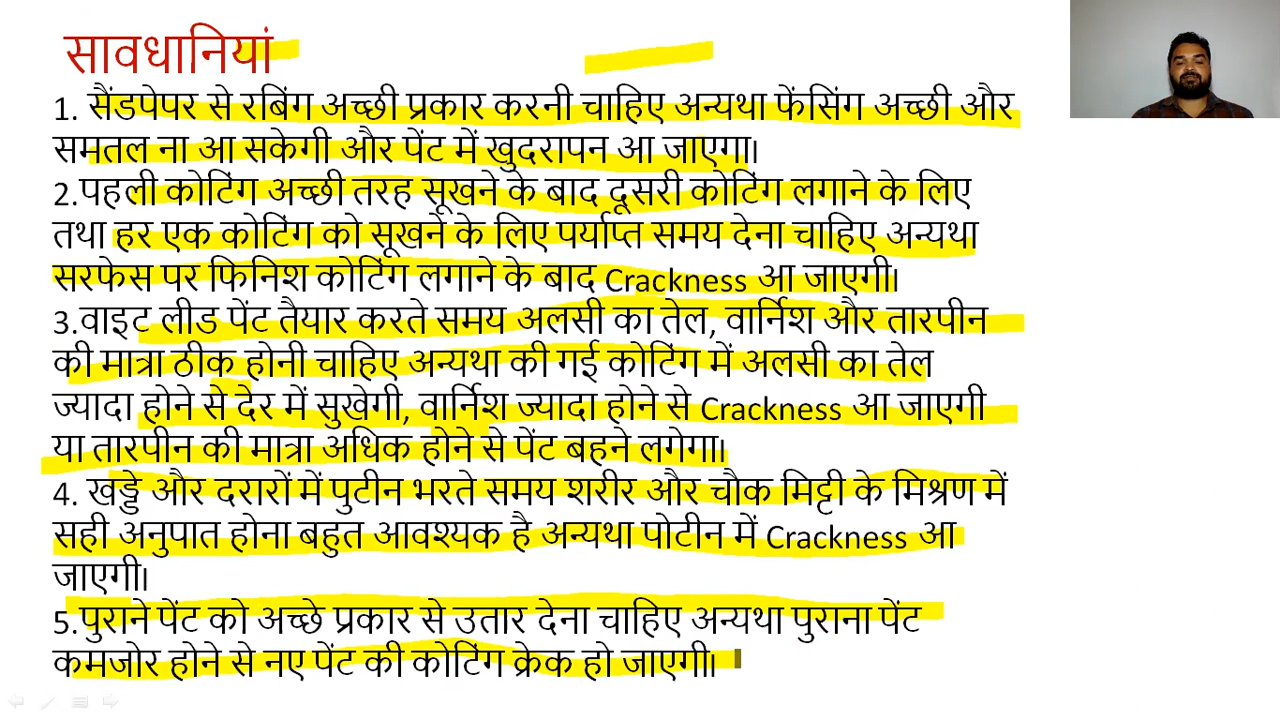 सावधानियां
1. सैंडपेपर से रबिंग अच्छी प्रकार करनी चाहिए अन्यथा फेंसिंग अच्छी और
समतल ना आ सकेगी और पेंट में खुदरापन आ जाएगा।
2.पहली कोटिंग अच्छी तरह सूखने के बाद दूसरी कोटिंग लगाने के लिए
तथा हर एक कोटिंग को सूखने के लिए पर्याप्त समय देना चाहिए अन्यथा
सरफेस पर फिनिश कोटिंग लगाने के बाद Crackness आ जाएगी।
3.वाइट लीड पेंट तैयार करते समय अलसी का तेल, वार्निश और तारपीन
की मात्रा ठीक होनी चाहिए अन्यथा की गई कोटिंग में अलसी का तेल
ज्यादा होने से देर में सुखेगी, वार्निश ज्यादा होने से Crackness आ जाएगी
या तारपीन की मात्रा अधिक होने से पेंट बहने लगेगा।
4. खड्डे और दरारों में पुटीन भरते समय शरीर और चौक मिट्टी के मिश्रण में
सही अनुपात होना बहुत आवश्यक है अन्यथा पोटीन में Crackness आ
जाएगी।
5.पुराने पेंट को अच्छे प्रकार से उतार देना चाहिए अन्यथा पुराना पेंट
कमजोर होने से नए पेंट की कोटिंग क्रेक हो जाएगी।